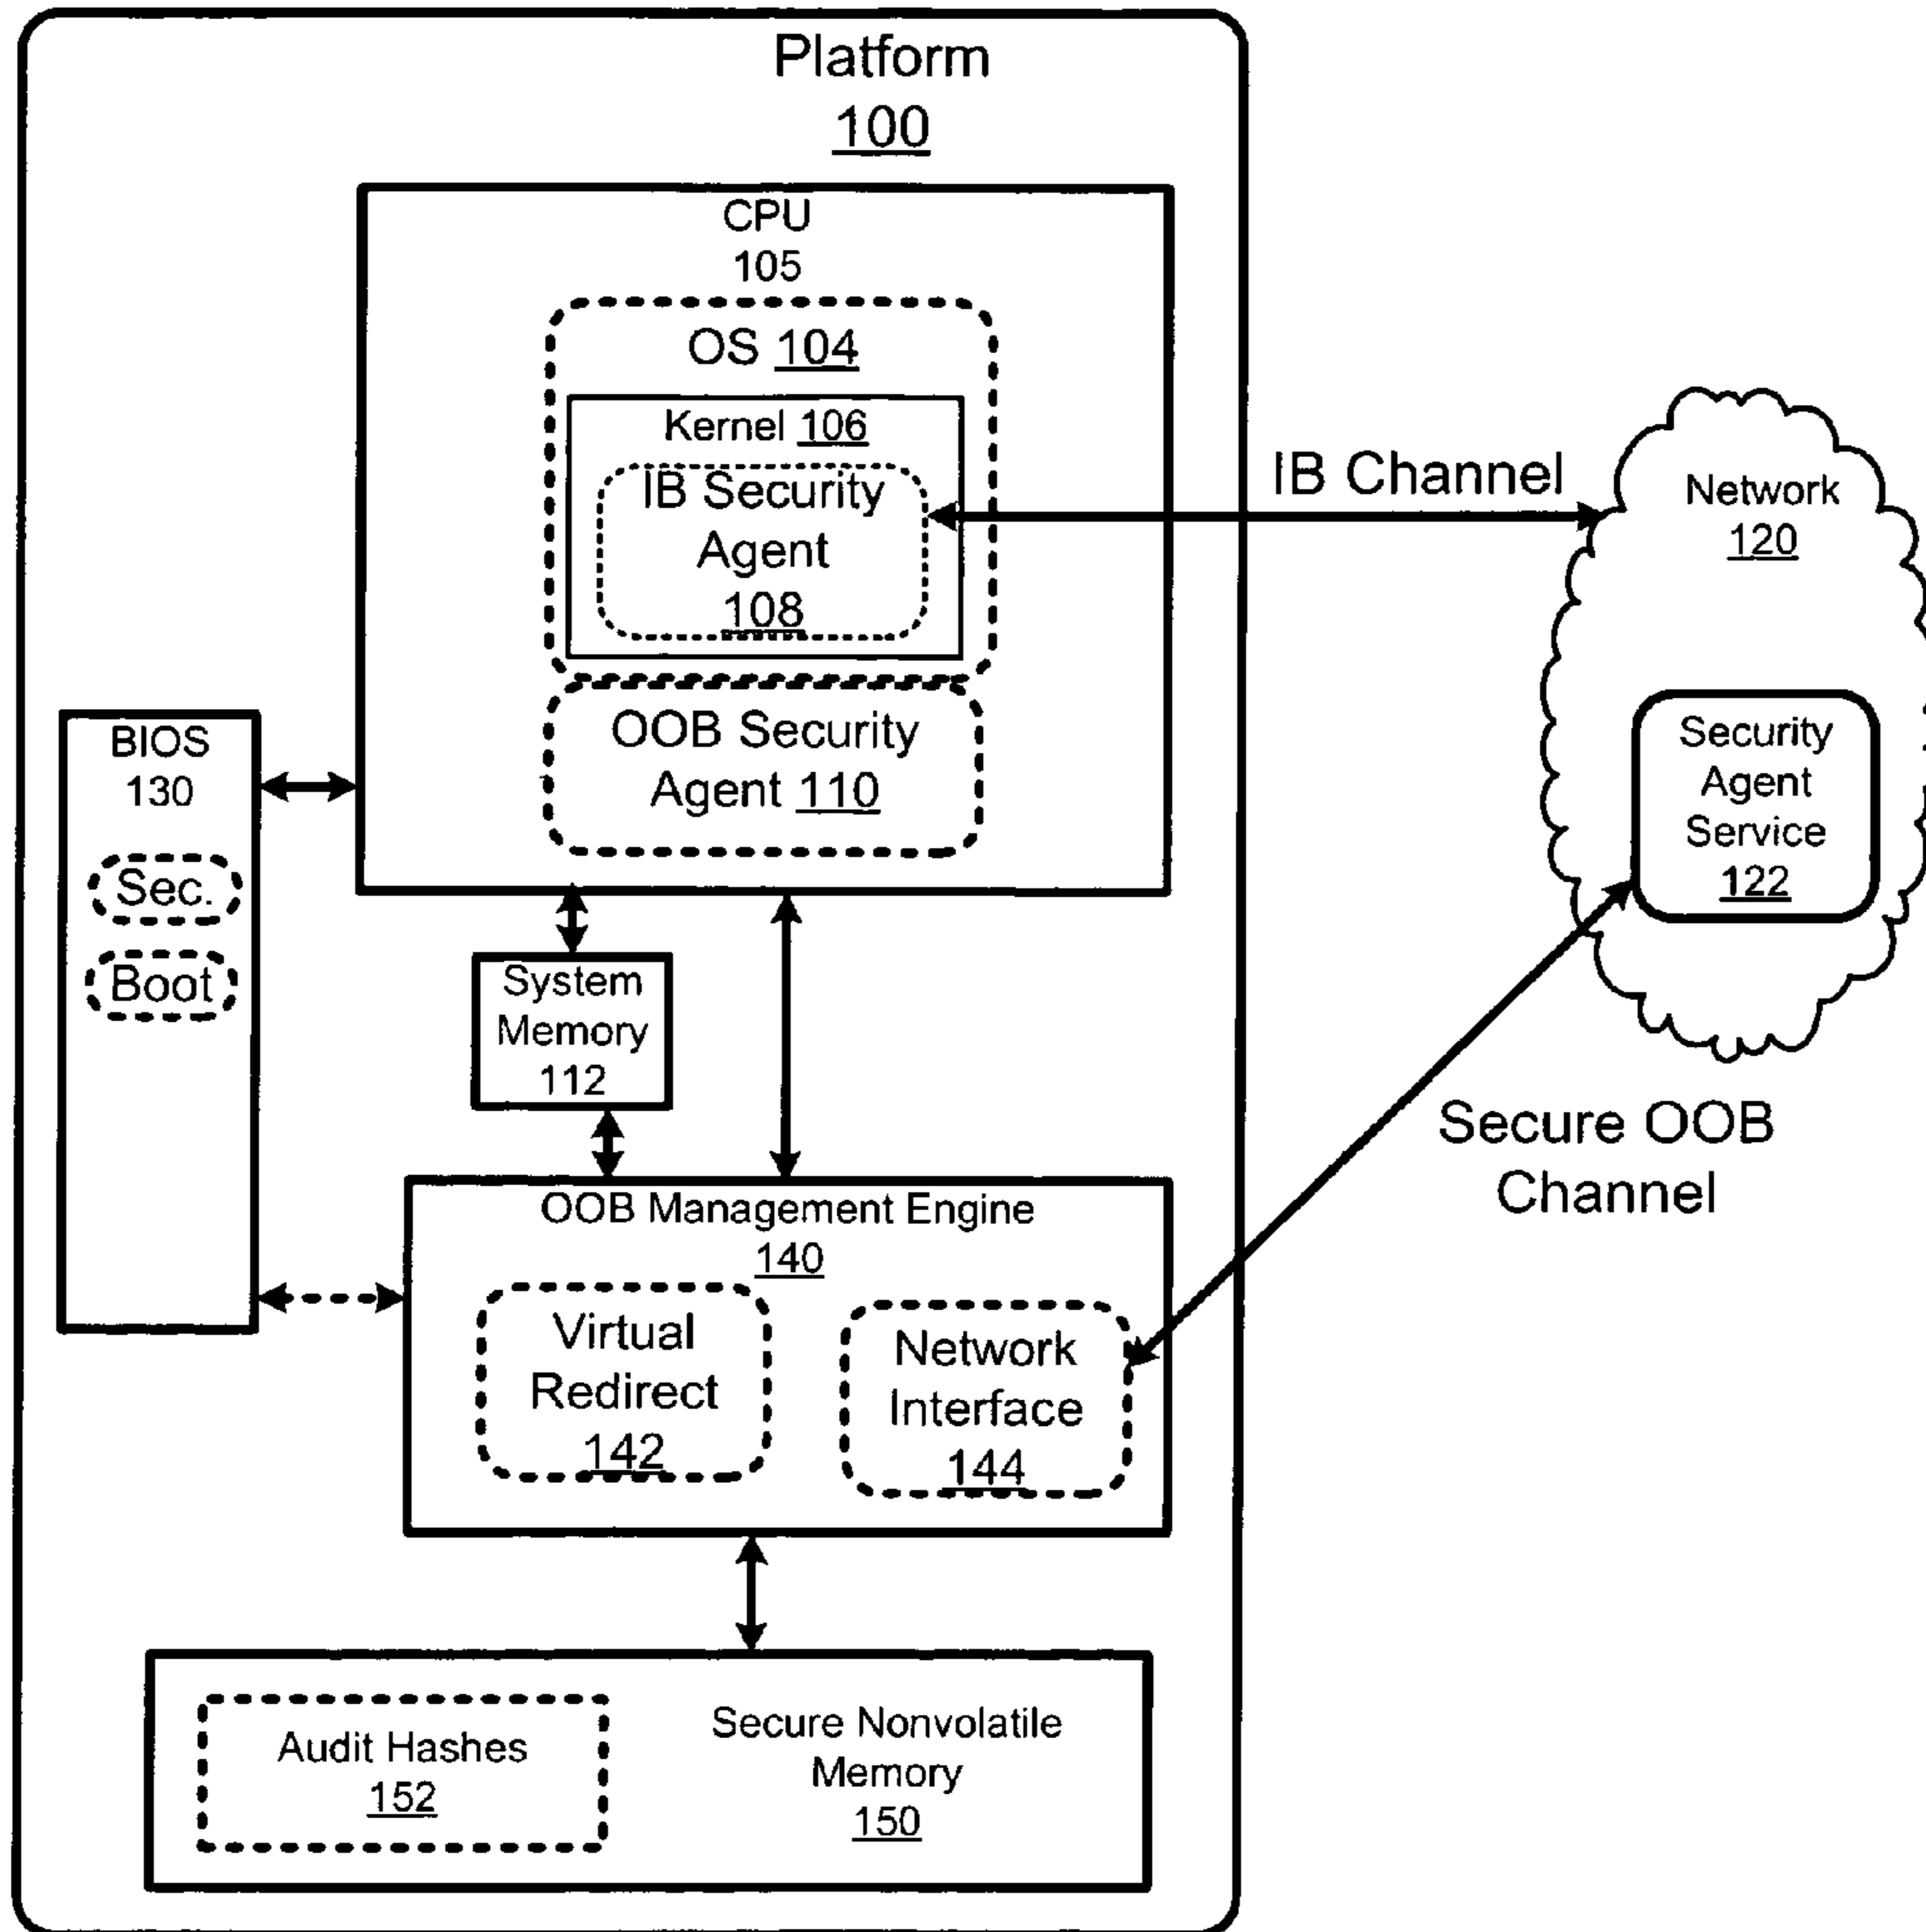 Platform
100
CPU
105
OS 104
Kernel 106
IB Security
Agent
108
OOB Security
Agent 110
IB Channel
Network
120
Security
Agent
Service
122
BIOS
130
Sec.
Boot
System
Memory
112
Secure OOB
Channel
OOB Management Engine
140
Virtual
Redirect
142
Network
Interface
144
Audit Hashes
152
Secure Nonvolatile
Memory
150